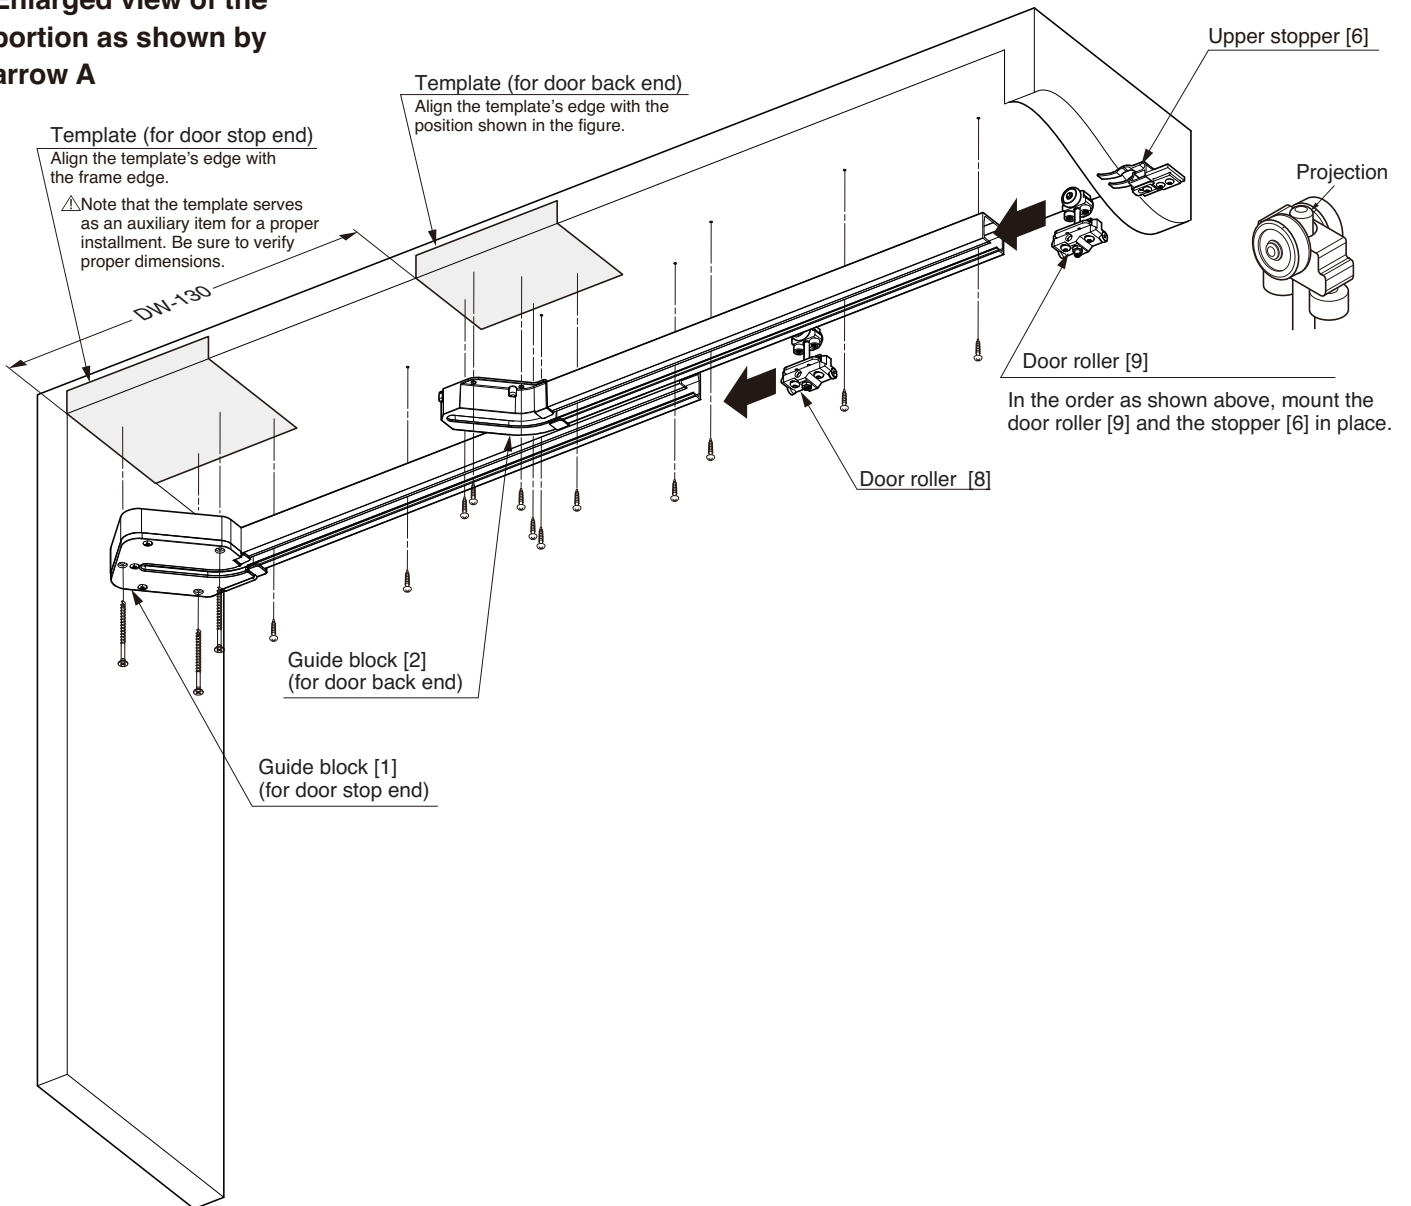 Enlarged view of the
portion as shown by
arrow A
Template (for door back end)
Align the template's edge with the
position shown in the figure.
Upper stopper [6]
Template (for door stop end)
Align the template's edge with
the frame edge.
⚠Note that the template serves
as an auxiliary item for a proper
installment. Be sure to verify
proper dimensions.
Projection
DW-130
Door roller [9]
In the order as shown above, mount the
door roller [9] and the stopper [6] in place.
Door roller [8]
Guide block [2]
(for door back end)
Guide block [1]
(for door stop end)